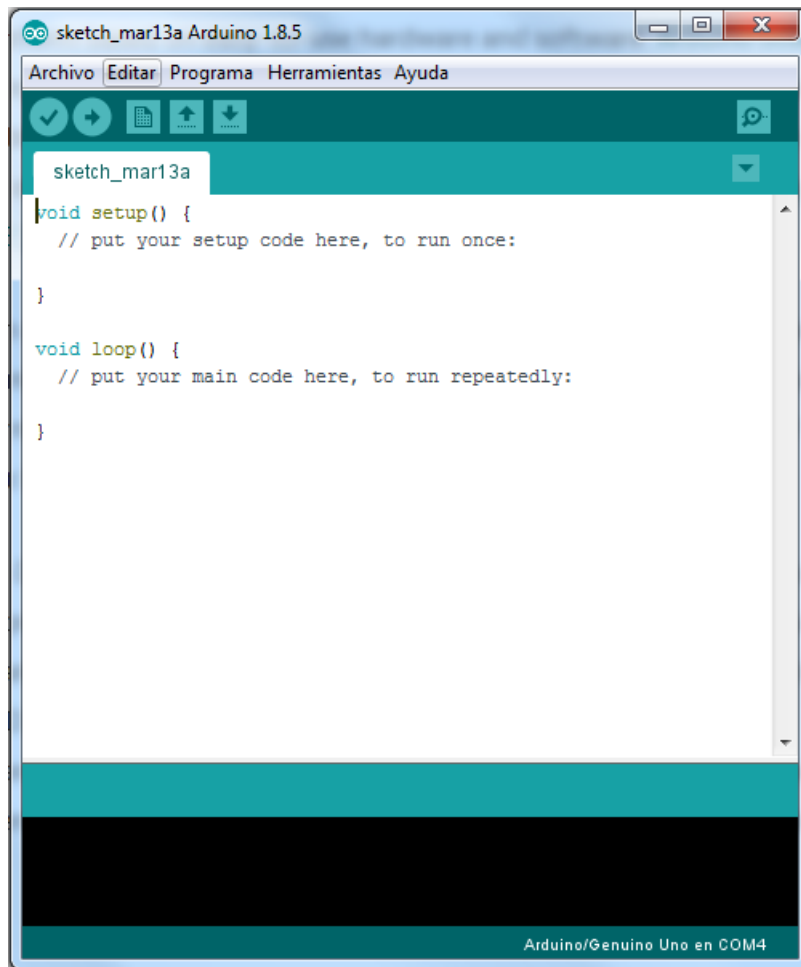 sketch_mar13a Arduino 1.8.5
Archivo Editar Programa Herramientas Ayuda
sketch_mar13a
void setup() {
// put your setup code here, to run once:
}
void loop() {
// put your main code here, to run repeatedly:
}
Arduino/Genuino Uno en COM4